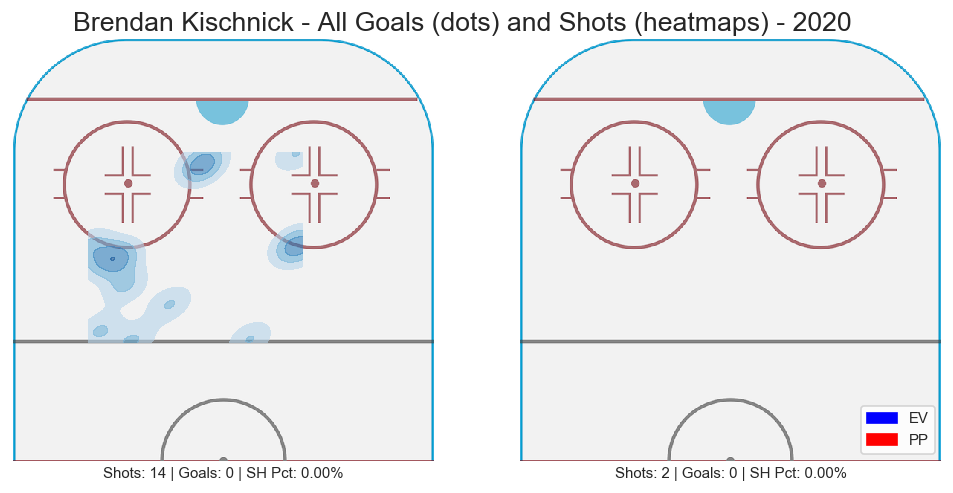 Brendan Kischnick - All Goals (dots) and Shots (heatmaps) - 2020
EV
PP
Shots: 14 | Goals: 0 | SH Pct: 0.00%
Shots: 2 | Goals: 0 | SH Pct: 0.00%